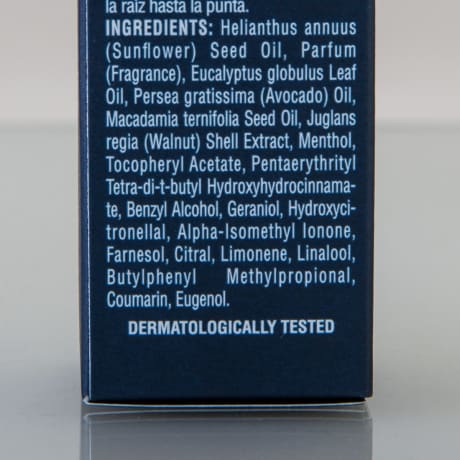 la raíz hasta la punta.
INGREDIENTS: Helianthus annuus
(Sunflower) Seed Oil, Parfum
(Fragrance), Eucalyptus globulus Leaf
Oil, Persea gratissima (Avocado) Oil,
Macadamia ternifolia Seed Oil, Juglans
regia (Walnut) Shell Extract, Menthol,
Tocopheryl Acetate, Pentaerythrityl
Tetra-di-t-butyl Hydroxyhydrocinnama-
te, Benzyl Alcohol, Geraniol, Hydroxyci-
tronellal, Alpha-Isomethyl Ionone,
Farnesol, Citral, Limonene, Linalool,
Butylphenyl Methylpropional,
Coumarin, Eugenol.
DERMATOLOGICALLY TESTED